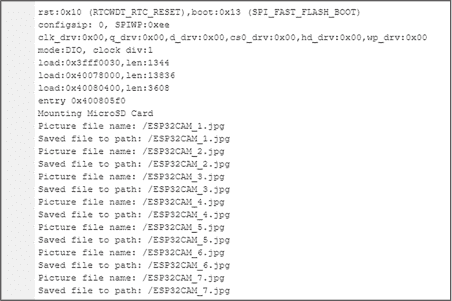 rst:0x10 (RTCWDT_RTC_RESET),boot:0x13 (SPI_FAST_FLASH_BOOT)
configsip: 0, SPIWP:0xee
clk_drv:0x00,q_drv:0x00,d_drv:0x00,cs0_drv:0x00,hd_drv:0x00,wp_drv:0x00
mode:DIO, clock div:1
load:0x3fff0030,len:1344
load:0x40078000,len:13836
load:0x40080400,len:3608
entry 0x400805f0
Mounting MicroSD Card
Picture file name: /ESP32CAM_1.jpg
Saved file to path: /ESP32CAM_1.jpg
Picture file name: /ESP32CAM_2.jpg
Saved file to path: /ESP32CAM_2.jpg
Picture file name: /ESP32CAM_3.jpg
Saved file to path: /ESP32CAM_3.jpg
Picture file name: /ESP32CAM_4.jpg
Saved file to path: /ESP32CAM_4.jpg
Picture file name: /ESP32CAM_5.jpg
Saved file to path: /ESP32CAM_5.jpg
Picture file name: /ESP32CAM_6.jpg
Saved file to path: /ESP32CAM_6.jpg
Picture file name: /ESP32CAM_7.jpg
Saved file to path: /ESP32CAM_7.jpg